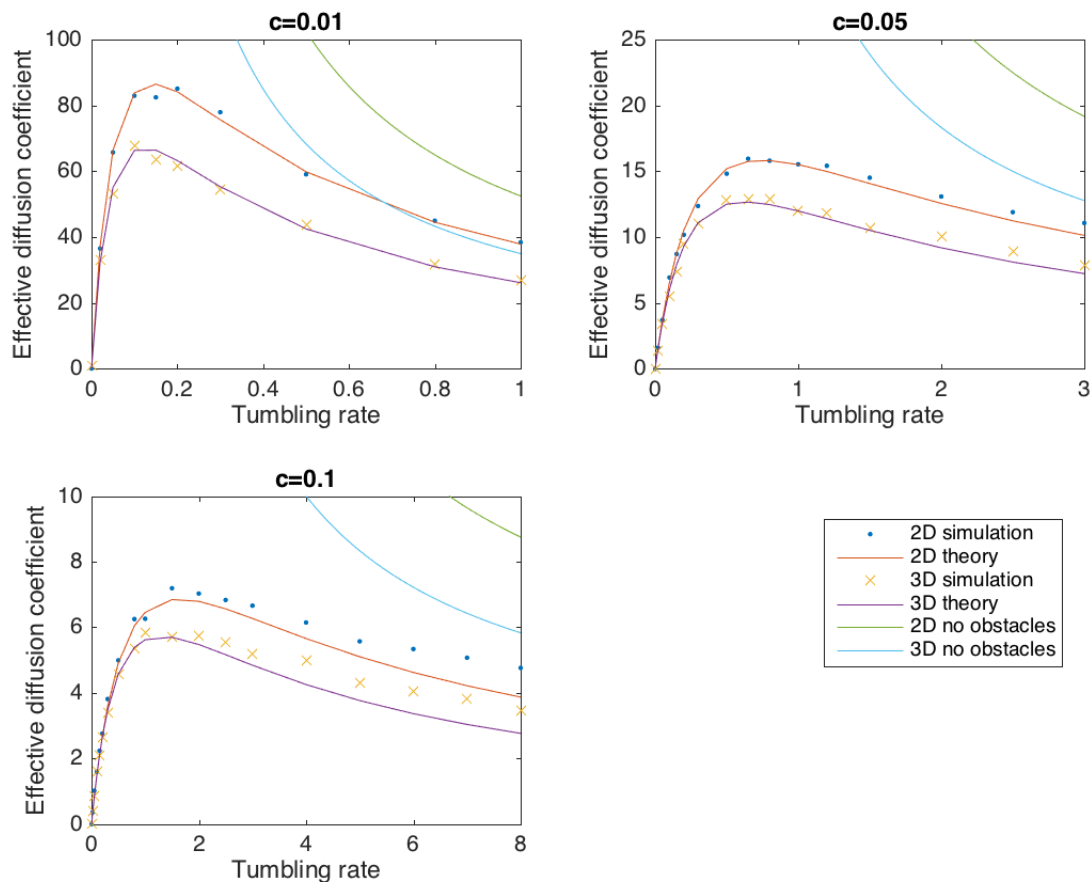 c=0.01
Effective diffusion coefficient
100
80
60
40
20
0
0 0.2 0.4 0.6 0.8 1
Tumbling rate
c=0.05
Effective diffusion coefficient
25
20
15
10
5
0
0 1 2 3
Tumbling rate
c=0.1
Effective diffusion coefficient
10
8
6
4
2
0
0 2 4 6 8
Tumbling rate
2D simulation
2D theory
3D simulation
3D theory
2D no obstacles
3D no obstacles